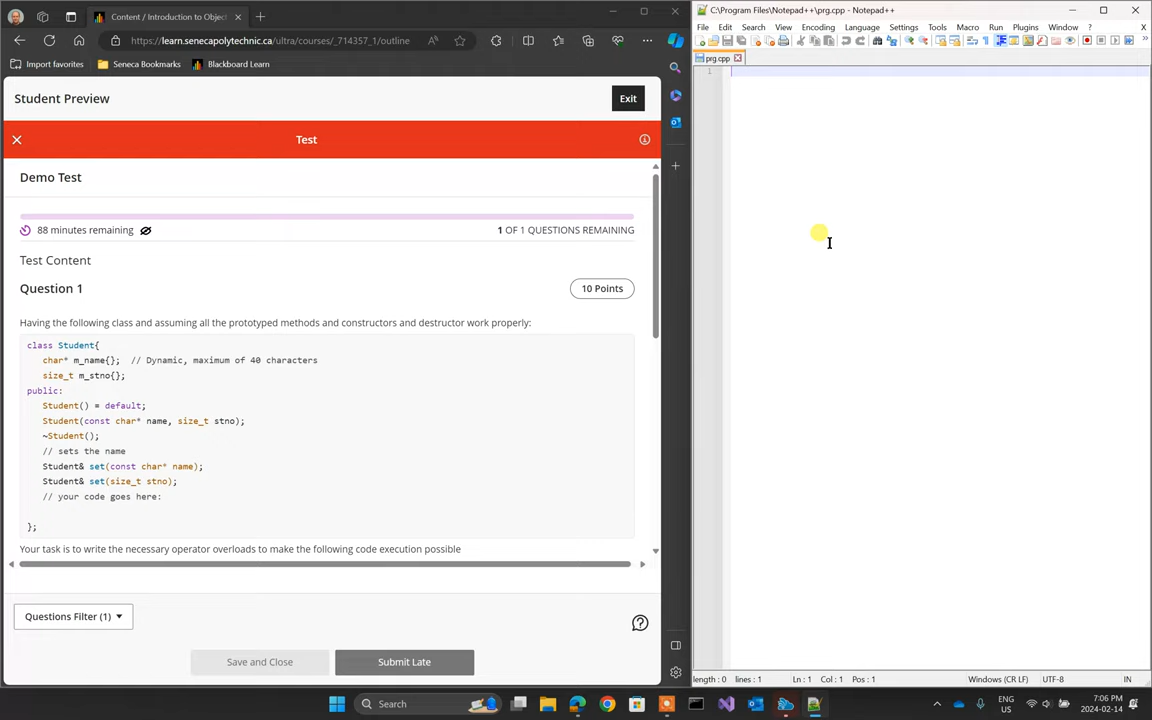 Content / Introduction to Objec
https://learn.senecapolytechnic.ca/ultra/courses/_714357_1/outline
Import favorites
Seneca Bookmarks
Blackboard Learn
Student Preview
Exit
Test
Demo Test
88 minutes remaining
1 OF 1 QUESTIONS REMAINING
Test Content
Question 1
10 Points
Having the following class and assuming all the prototyped methods and constructors and destructor work properly:
class Student{
char* m_name{};  // Dynamic, maximum of 40 characters
size_t m_stno{};
public:
Student() = default;
Student(const char* name, size_t stno);
~Student();
// sets the name
Student& set(const char* name);
Student& set(size_t stno);
// your code goes here:
};
Your task is to write the necessary operator overloads to make the following code execution possible
Questions Filter (1)
Save and Close
Submit Late
C:\Program Files\Notepad++\prg.cpp - Notepad++
File Edit Search View Encoding Language Settings Tools Macro Run Plugins Window ? X
prg.cpp
1
length : 0 lines : 1 Ln : 1 Col : 1 Pos : 1 Windows (CR LF) UTF-8 IN
Search
ENG
US
7:06 PM
2024-02-14